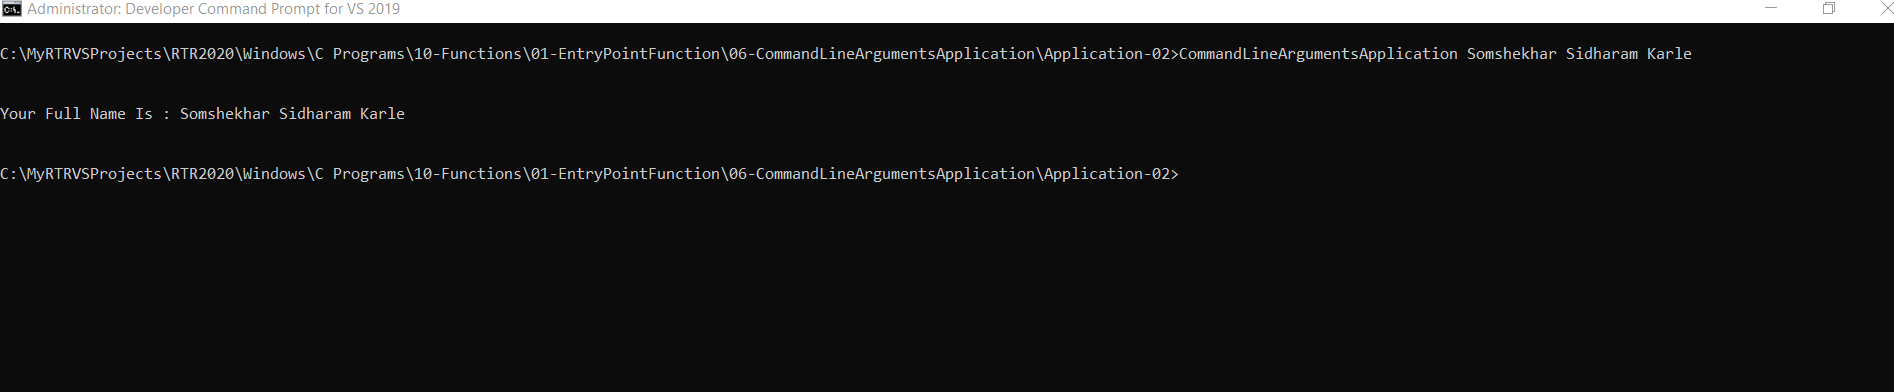 Administrator: Developer Command Prompt for VS 2019
C:\MyRTRVSProjects\RTR2020\Windows\C Programs\10-Functions\01-EntryPointFunction\06-CommandLineArgumentsApplication\Application-02>CommandLineArgumentsApplication Somshekhar Sidharam Karle
Your Full Name Is : Somshekhar Sidharam Karle
C:\MyRTRVSProjects\RTR2020\Windows\C Programs\10-Functions\01-EntryPointFunction\06-CommandLineArgumentsApplication\Application-02>